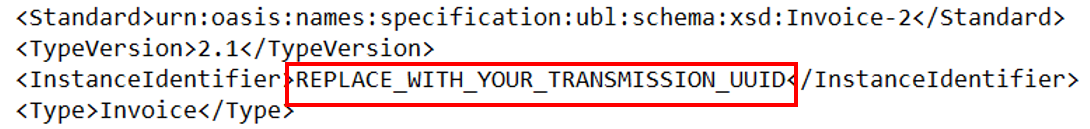 <Standard>urn:oasis:names:specification:ubl:schema:xsd:Invoice-2</Standard>
<TypeVersion>2.1</TypeVersion>
<InstanceIdentifier>REPLACE_WITH_YOUR_TRANSMISSION_UUID</InstanceIdentifier>
<Type>Invoice</Type>